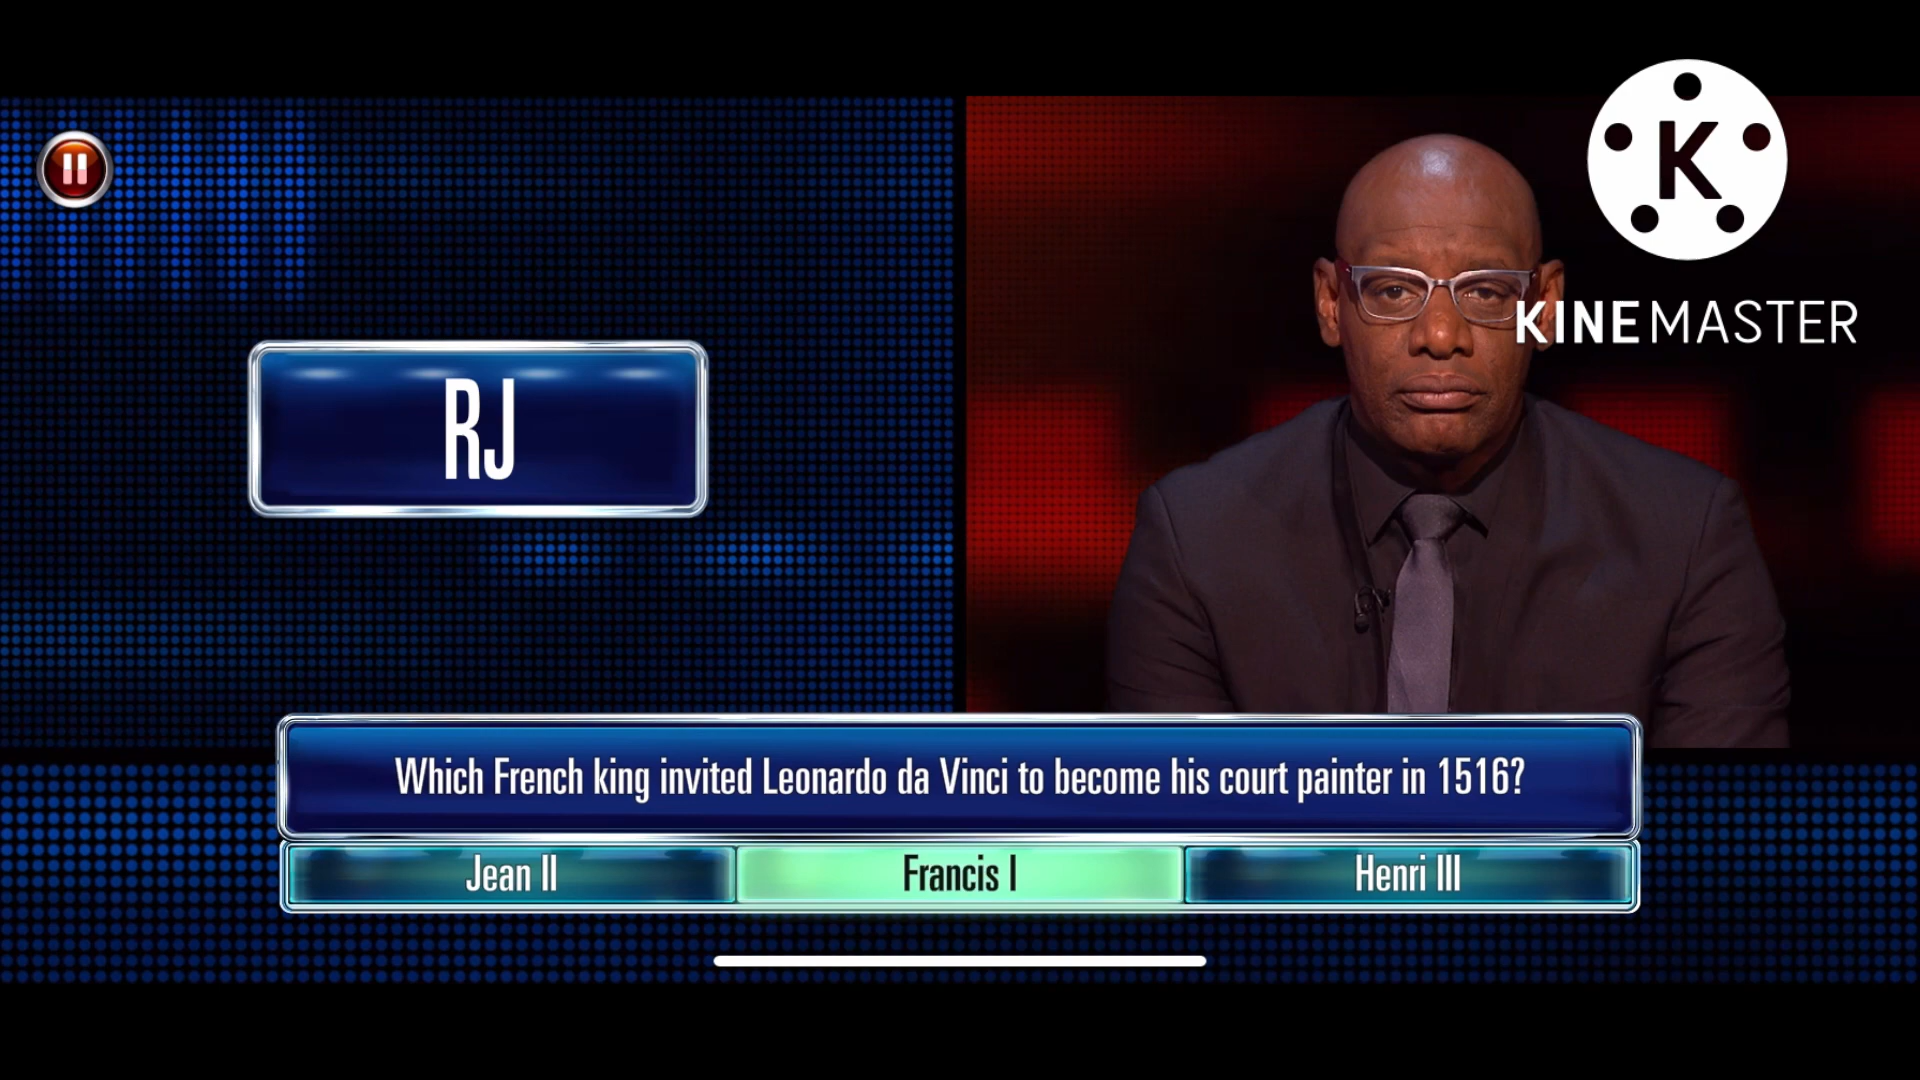 K
KINEMASTER
RJ
Which French king invited Leonardo da Vinci to become his court painter in 1516?
Jean II
Francis I
Henri III